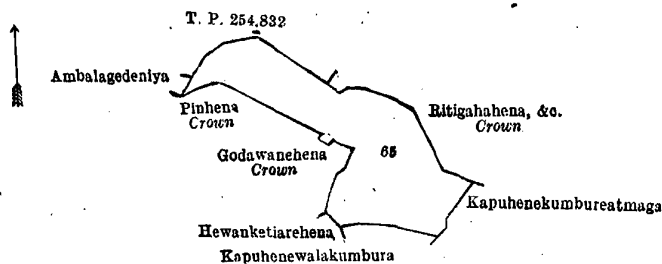 T. P. 254,832
Ambalagedeniya
Pinhena
Crown
Ritigahahena, &c.
Crown
Godawanehena
Crown
65
Kapuhenekumbureatmaga
Hewanketiarehena
Kapuhenewalakumbura